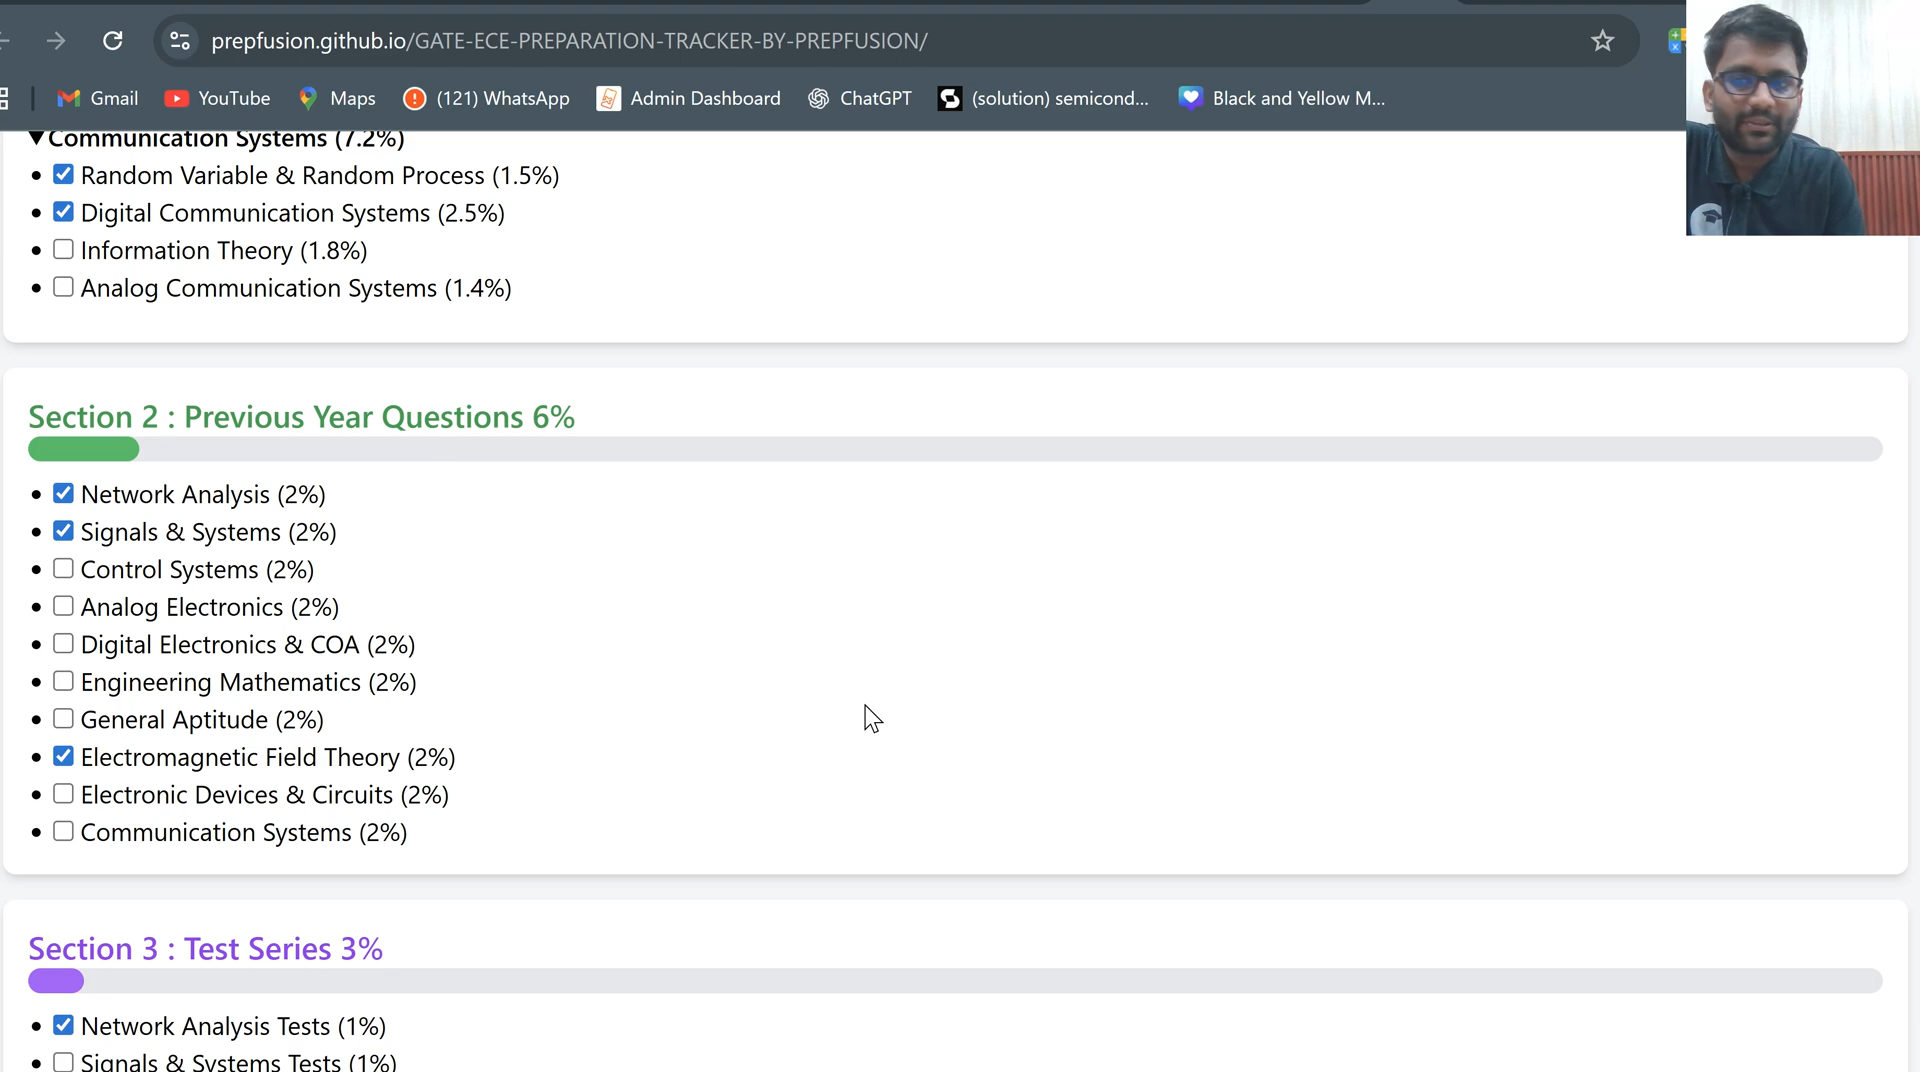 prepfusion.github.io/GATE-ECE-PREPARATION-TRACKER-BY-PREPFUSION/
Gmail YouTube Maps (121) WhatsApp Admin Dashboard ChatGPT (solution) semicond... Black and Yellow M...
Communication Systems (7.2%)
Random Variable & Random Process (1.5%)
Digital Communication Systems (2.5%)
Information Theory (1.8%)
Analog Communication Systems (1.4%)
Section 2 : Previous Year Questions 6%
Network Analysis (2%)
Signals & Systems (2%)
Control Systems (2%)
Analog Electronics (2%)
Digital Electronics & COA (2%)
Engineering Mathematics (2%)
General Aptitude (2%)
Electromagnetic Field Theory (2%)
Electronic Devices & Circuits (2%)
Communication Systems (2%)
Section 3 : Test Series 3%
Network Analysis Tests (1%)
Signals & Systems Tests (1%)